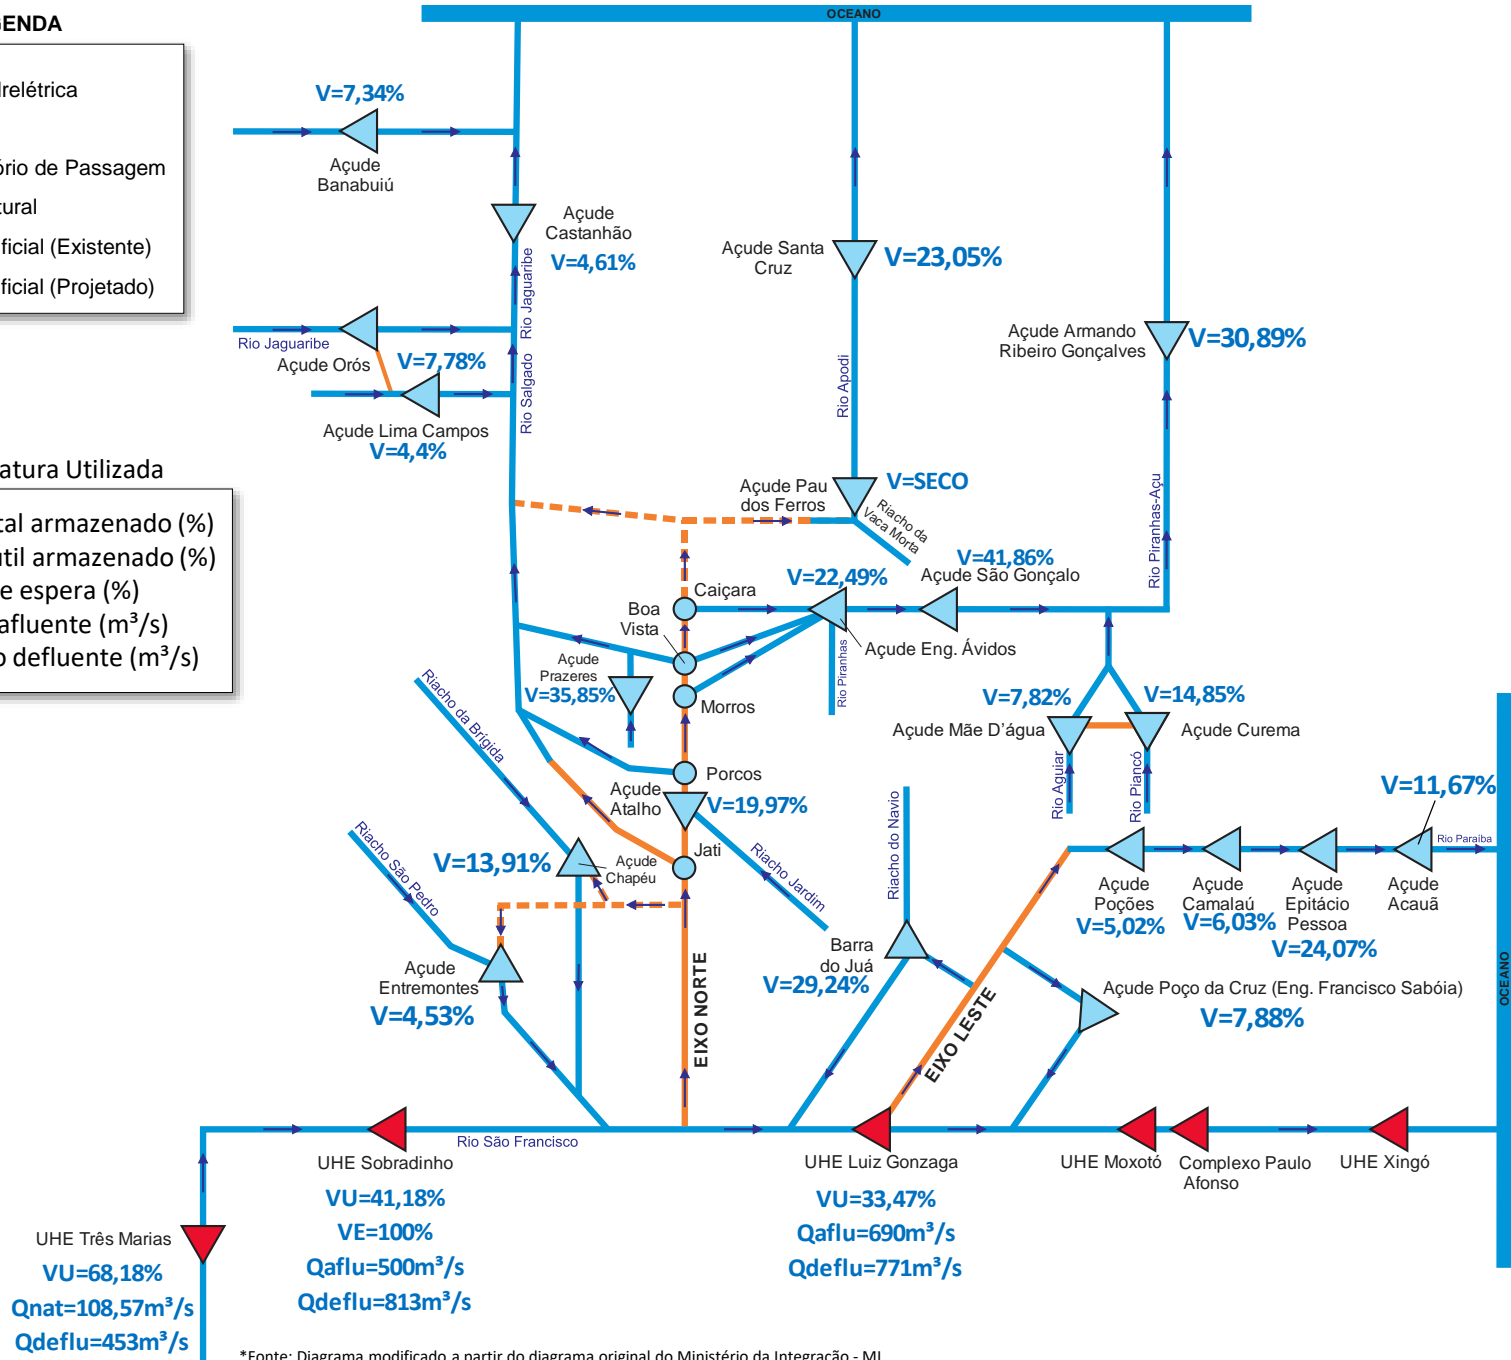 OCEANO
GENDA
drelétrica
ório de Passagem
tural
ificial (Existente)
ificial (Projetado)
V=7,34%
Açude
Banabuiú
Açude
Castanhão
V=4,61%
Rio Jaguaribe
Açude Santa
Cruz
V=23,05%
Açude Armando
Ribeiro Gonçalves
V=30,89%
Rio Jaguaribe
Açude Orós
V=7,78%
Rio Salgado
Rio Apodi
Açude Lima Campos
V=4,4%
atura Utilizada
tal armazenado (%)
útil armazenado (%)
e espera (%)
afluente (m³/s)
o defluente (m³/s)
Açude Pau
dos Ferros
V=SECO
Riacho da
Vaca Morta
Rio Piranhas-Açu
V=41,86%
Açude São Gonçalo
V=22,49%
Caiçara
Boa
Vista
Açude Eng. Ávidos
Rio Piranhas
Açude
Prazeres
V=35,85%
Morros
Riacho da Brigida
V=7,82%
V=14,85%
Açude Mãe D'água
Açude Curema
Rio Aguiar
Rio Piancó
Porcos
Açude
Atalho
V=19,97%
V=11,67%
Rio Paraiba
Riacho São Pedro
V=13,91%
Açude
Chapéu
Jati
Riacho Jardim
Riacho do Navio
Açude
Poções
V=5,02%
Açude
Camalaú
V=6,03%
Açude
Epitácio
Pessoa
V=24,07%
Açude
Acauã
Açude
Entremontes
V=4,53%
EIXO NORTE
Barra
do Juá
V=29,24%
EIXO LESTE
Açude Poço da Cruz (Eng. Francisco Sabóia)
V=7,88%
OCEANO
Rio São Francisco
UHE Sobradinho
VU=41,18%
VE=100%
Qaflu=500m³/s
Qdeflu=813m³/s
UHE Luiz Gonzaga
VU=33,47%
Qaflu=690m³/s
Qdeflu=771m³/s
UHE Moxotó
Complexo Paulo
Afonso
UHE Xingó
UHE Três Marias
VU=68,18%
Qnat=108,57m³/s
Qdeflu=453m³/s
*Fonte: Diagrama modificado a partir do diagrama original do Ministério da Integração - MI